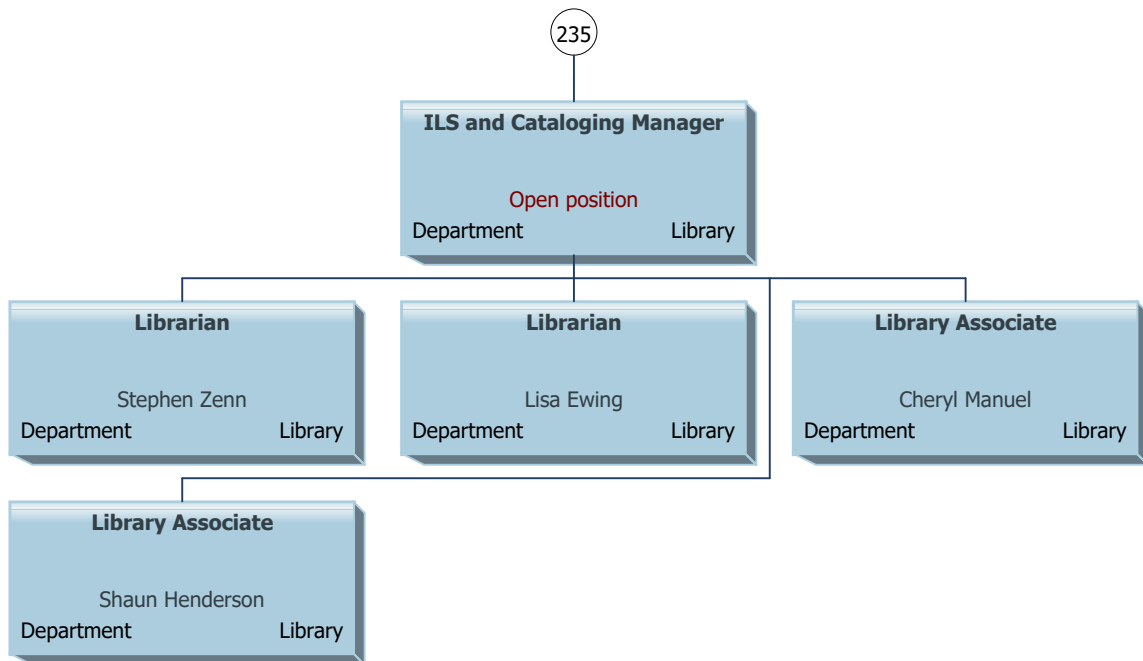 235
ILS and Cataloging Manager
Open position
Department Library
Librarian
Stephen Zenn
Department Library
Librarian
Lisa Ewing
Department Library
Library Associate
Cheryl Manuel
Department Library
Library Associate
Shaun Henderson
Department Library